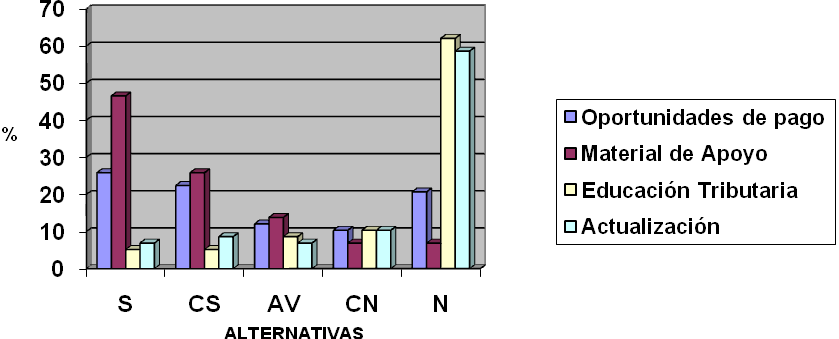 70
60
50
40
30
20
10
0
%
S CS AV CN N
ALTERNATIVAS
Oportunidades de pago
Material de Apoyo
Educación Tributaria
Actualización